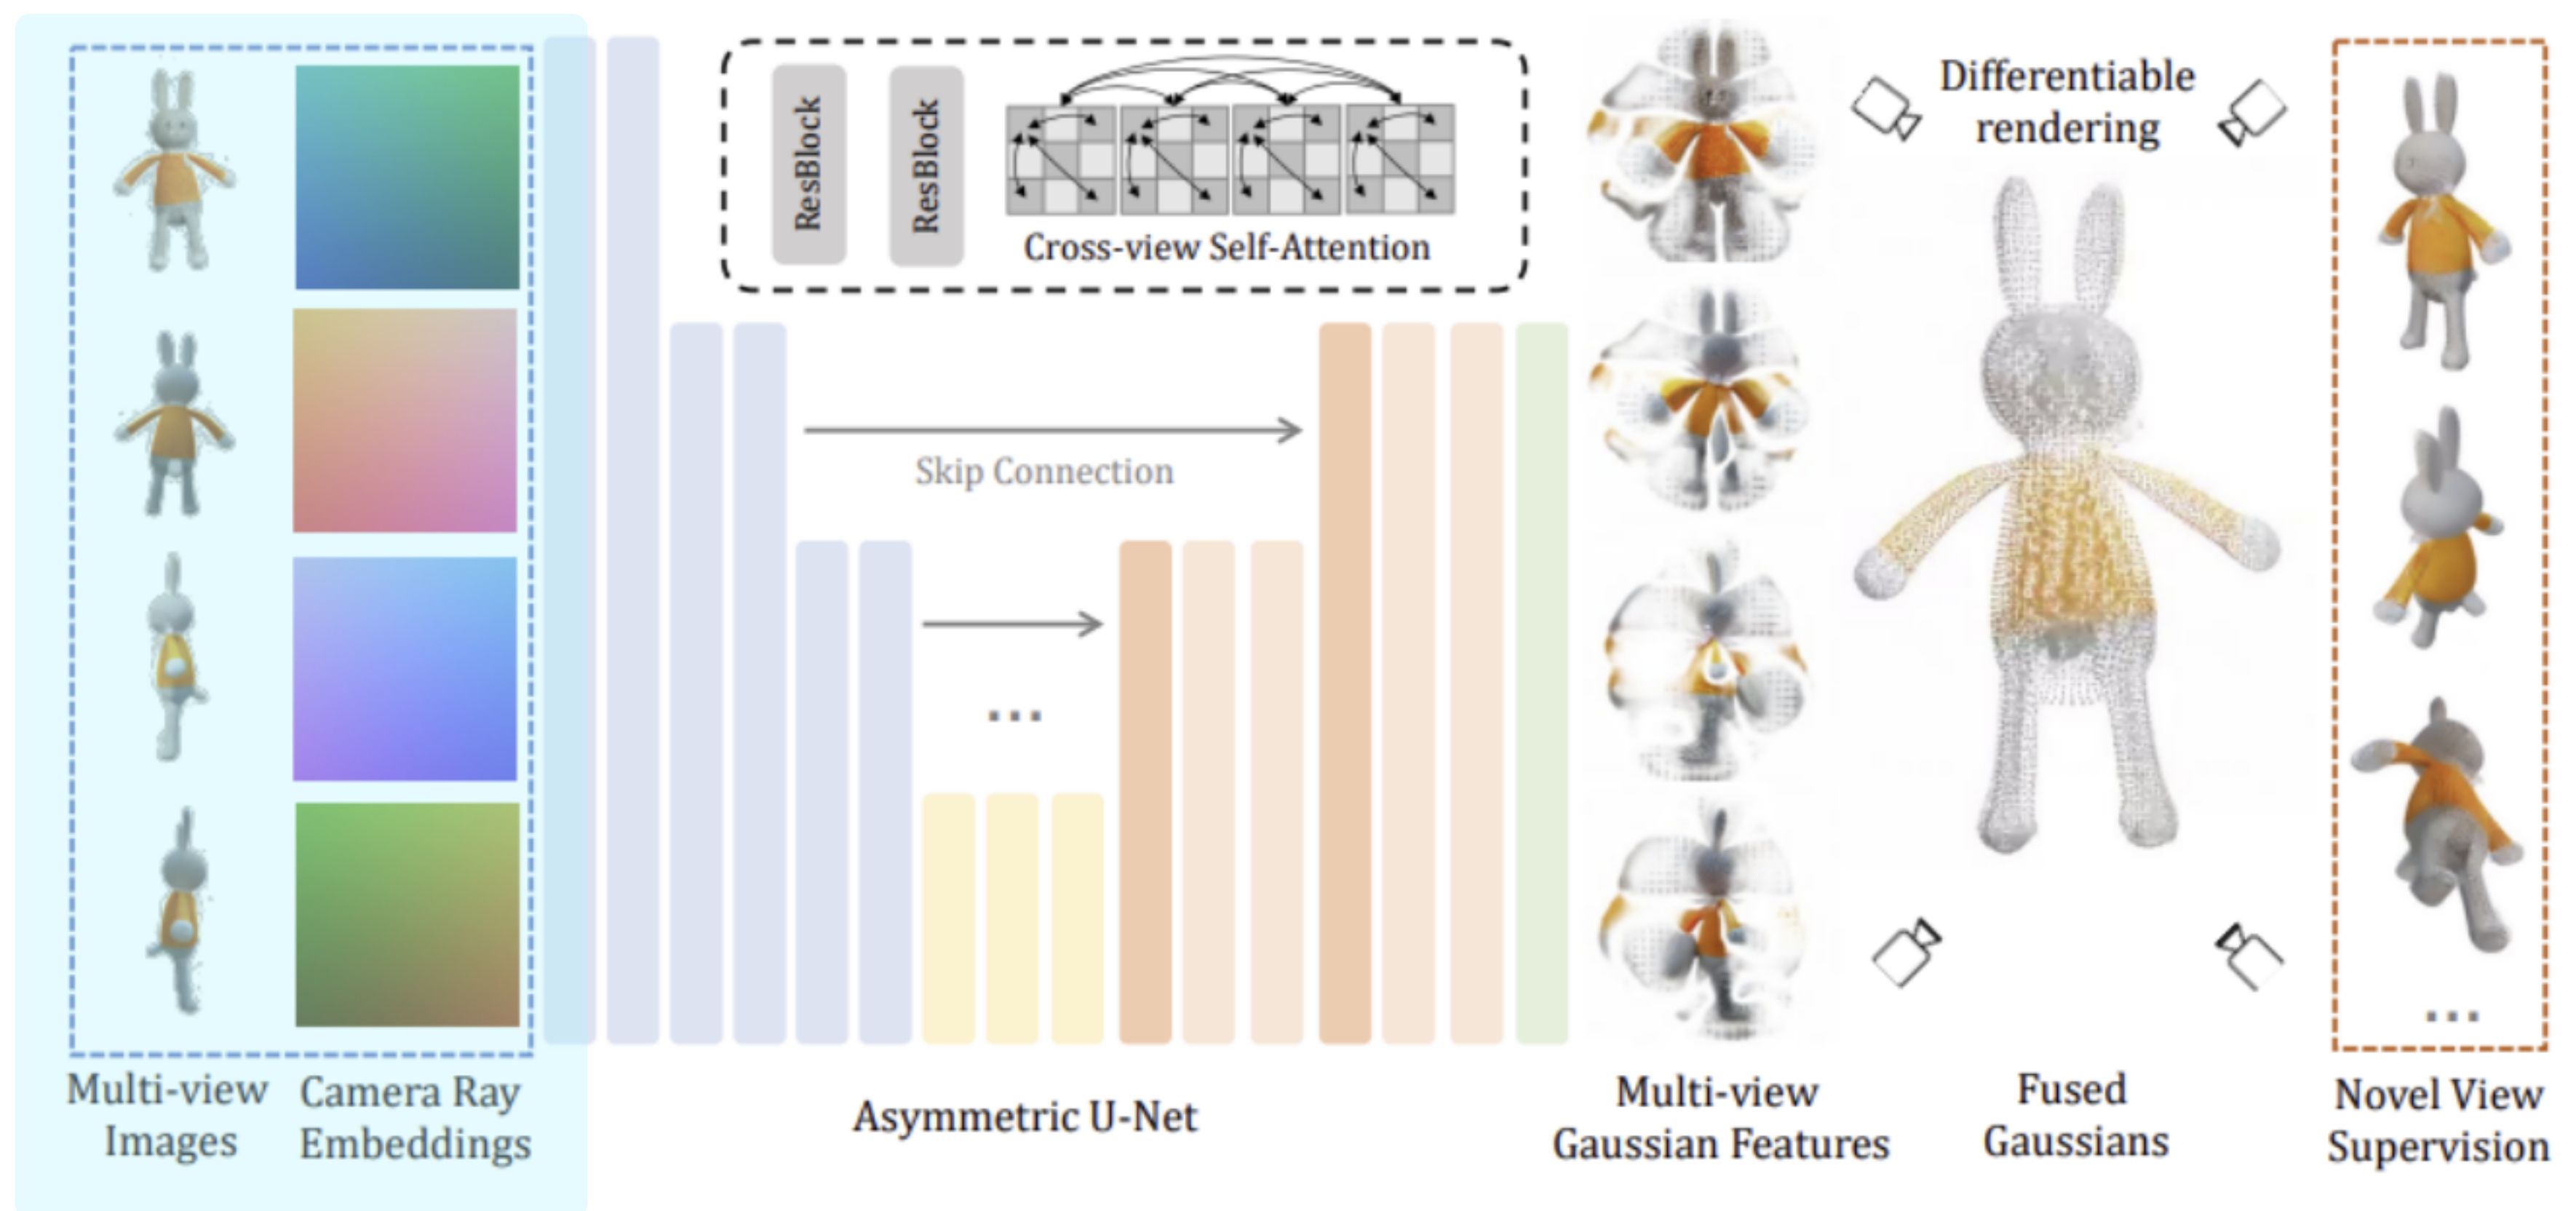 ResBlock
ResBlock
Cross-view Self-Attention
Differentiable
rendering
Skip Connection
...
...
Multi-view
Images
Camera Ray
Embeddings
Asymmetric U-Net
Multi-view
Gaussian Features
Fused
Gaussians
Novel View
Supervision